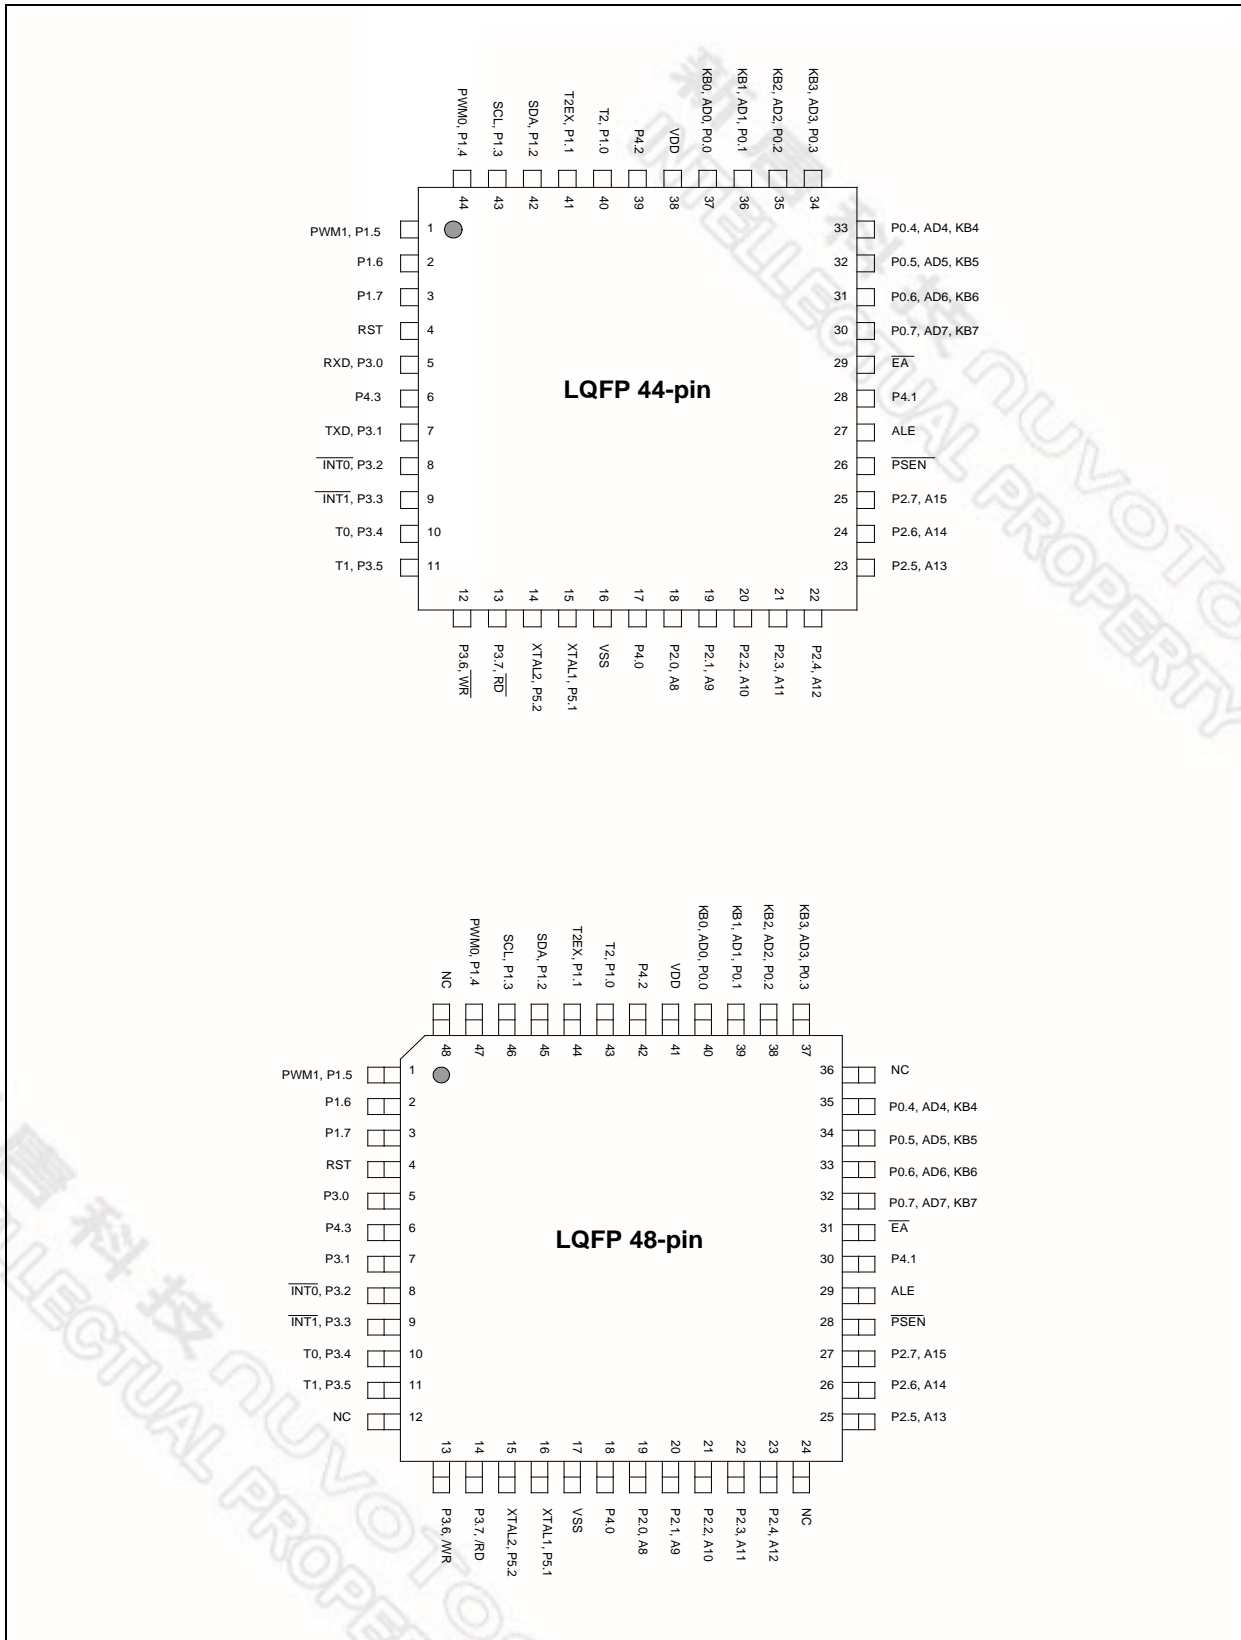 PWM0, P1.4
SCL, P1.3
SDA, P1.2
T2EX, P1.1
T2, P1.0
P4.2
VDD
KB0, AD0, P0.0
KB1, AD1, P0.1
KB2, AD2, P0.2
KB3, AD3, P0.3
44 43 42 41 40 39 38 37 36 35 34
PWM1, P1.5 1 33 P0.4, AD4, KB4
P1.6 2 32 P0.5, AD5, KB5
P1.7 3 31 P0.6, AD6, KB6
RST 4 30 P0.7, AD7, KB7
RXD, P3.0 5 29 EA
P4.3 6 28 P4.1
TXD, P3.1 7 27 ALE
INT0, P3.2 8 26 PSEN
INT1, P3.3 9 25 P2.7, A15
T0, P3.4 10 24 P2.6, A14
T1, P3.5 11 23 P2.5, A13
LQFP 44-pin
12 13 14 15 16 17 18 19 20 21 22
P3.6, WR
P3.7, RD
XTAL2, P5.2
XTAL1, P5.1
VSS
P4.0
P2.0, A8
P2.1, A9
P2.2, A10
P2.3, A11
P2.4, A12
新唐科技 nuvoTon
INTELLECTUAL PROPERTY
NC
PWM0, P1.4
SCL, P1.3
SDA, P1.2
T2EX, P1.1
T2, P1.0
P4.2
VDD
KB0, AD0, P0.0
KB1, AD1, P0.1
KB2, AD2, P0.2
KB3, AD3, P0.3
48 47 46 45 44 43 42 41 40 39 38 37
PWM1, P1.5 1 36 NC
P1.6 2 35 P0.4, AD4, KB4
P1.7 3 34 P0.5, AD5, KB5
RST 4 33 P0.6, AD6, KB6
P3.0 5 32 P0.7, AD7, KB7
P4.3 6 31 EA
P3.1 7 30 P4.1
INT0, P3.2 8 29 ALE
INT1, P3.3 9 28 PSEN
T0, P3.4 10 27 P2.7, A15
T1, P3.5 11 26 P2.6, A14
NC 12 25 P2.5, A13
LQFP 48-pin
13 14 15 16 17 18 19 20 21 22 23 24
P3.6, /WR
P3.7, /RD
XTAL2, P5.2
XTAL1, P5.1
VSS
P4.0
P2.0, A8
P2.1, A9
P2.2, A10
P2.3, A11
P2.4, A12
NC